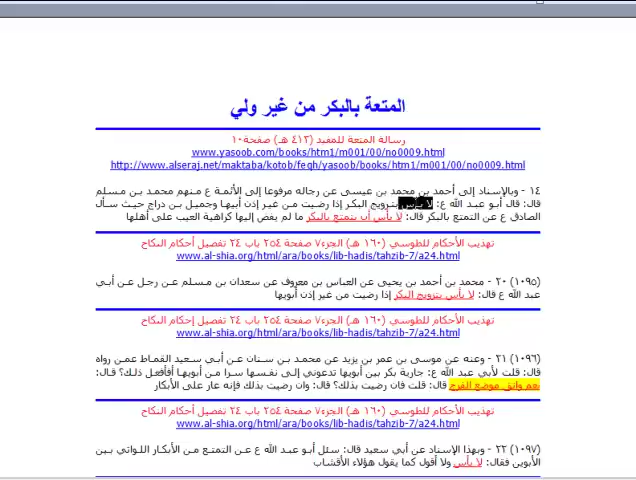 المتعة بالبكر من غير ولي
رسالة المتعة للمفيد (٤١٣ هـ) صفحة١٠
www.yasoob.com/books/htm1/m001/00/no0009.html
http://www.alseraj.net/maktaba/kotob/feqh/yasoob/books/htm1/m001/00/no0009.html
١٤ - وبالإسناد إلى أحمد بن محمد بن عيسى عن رجاله مرفوعا إلى الأئمة ع منهم محمد بن مسلم
قال: قال أبو عبد الله ع: لا بأس بتزويج البكر إذا رضيت من غير إذن أبيها وجميل بن دراج حيث سأل
الصادق ع عن التمتع بالبكر قال: لا بأس أن يتمتع بالبكر ما لم يفض إليها كراهية العيب على أهلها
تهذيب الأحكام للطوسي (١٦٠ هـ) الجزء٧ صفحة ٢٥٤ باب ٢٤ تفصيل أحكام النكاح
www.al-shia.org/html/ara/books/lib-hadis/tahzib-7/a24.html
(١٠٩٥) ٢٠ - محمد بن أحمد بن يحيى عن العباس بن معروف عن سعدان بن مسلم عن رجل عن أبي
عبد الله ع قال: لا بأس بتزويج البكر إذا رضيت من غير إذن أبويها
تهذيب الأحكام للطوسي (١٦٠ هـ) الجزء٧ صفحة ٢٥٤ باب ٢٤ تفصيل إحكام النكاح
www.al-shia.org/html/ara/books/lib-hadis/tahzib-7/a24.html
(١٠٩٦) ٢١ - وعنه عن موسى بن عمر بن يزيد عن محمد بن سنان عن أبي سعيد القماط عمن رواه
قال: قلت لأبي عبد الله ع: جارية بكر بين أبويها تدعوني إلى نفسها سرا من أبويها أفأفعل ذلك؟ قال:
نعم واتق موضع الفرج قال: قلت فان رضيت بذلك؟ قال: وان رضيت بذلك فإنه عار على الأبكار
تهذيب الأحكام للطوسي (١٦٠ هـ) الجزء٧ صفحة ٢٥٤ باب ٢٤ تفصيل أحكام النكاح
www.al-shia.org/html/ara/books/lib-hadis/tahzib-7/a24.html
(١٠٩٧) ٢٢ - وبهذا الإسناد عن أبي سعيد قال: سئل أبو عبد الله ع عن التمتع من الأبكار اللواتي بين
الأبوين فقال: لا بأس ولا أقول كما يقول هؤلاء الأقشاب